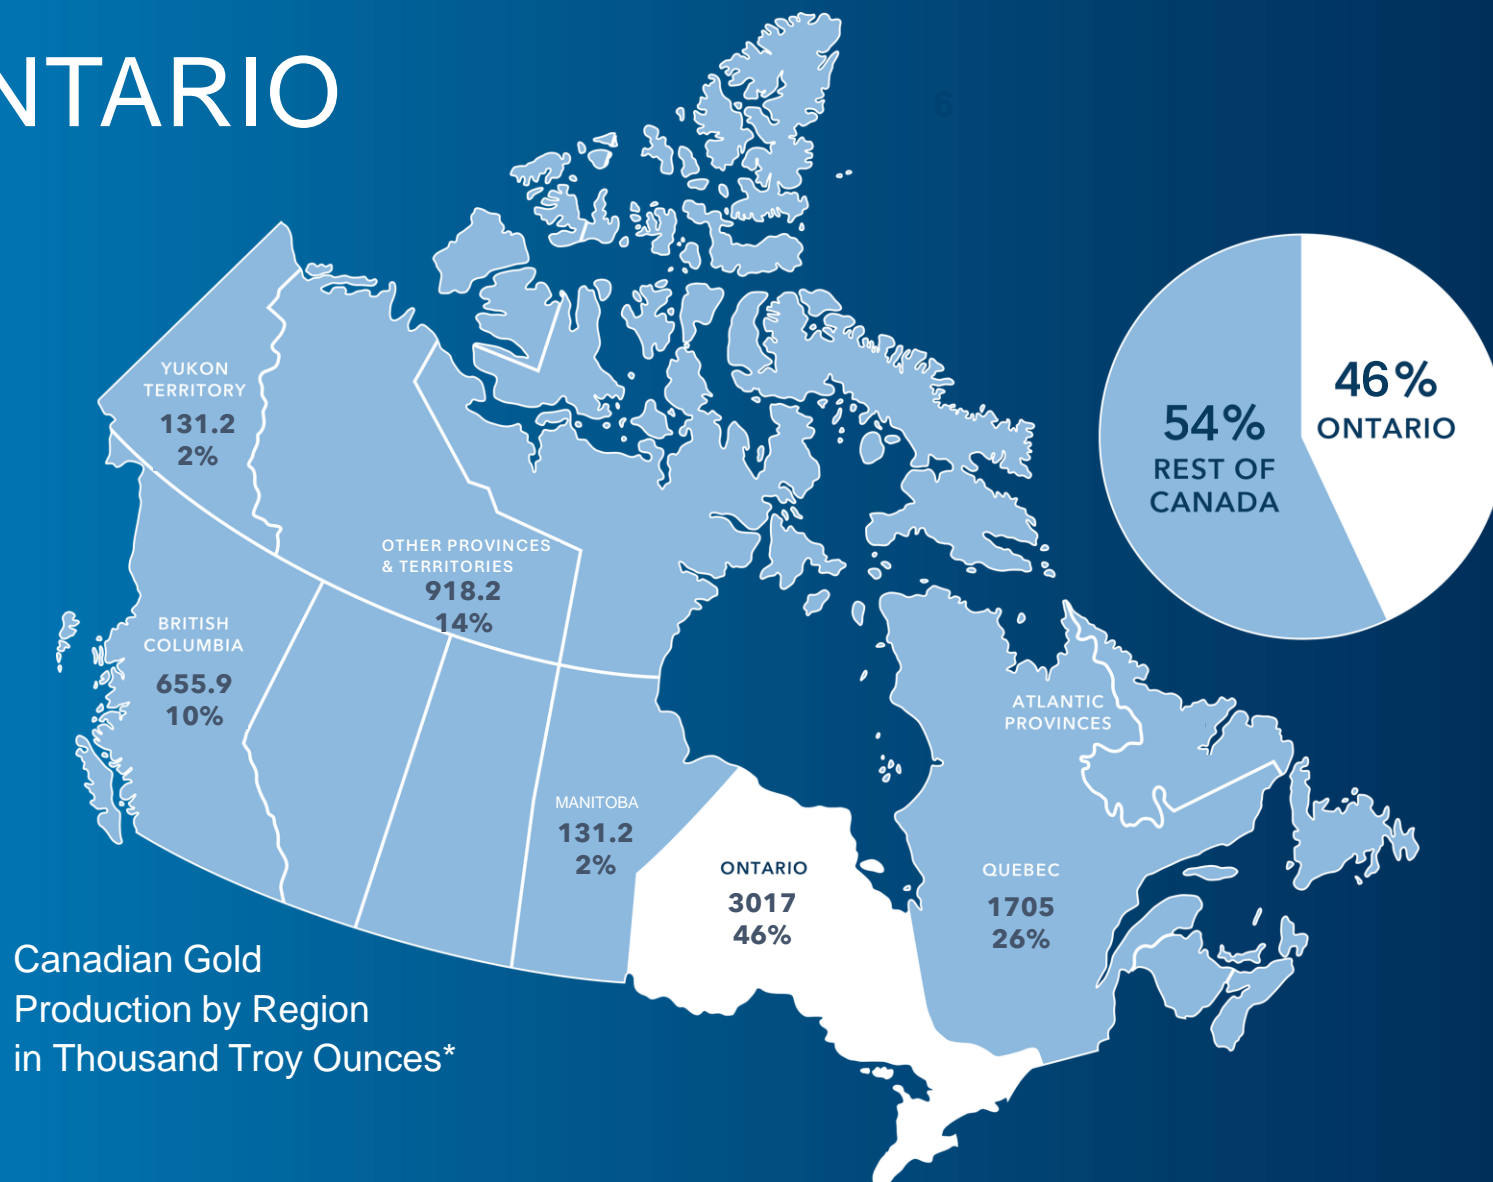 NTARIO
6
YUKON
TERRITORY
131.2
2%
OTHER PROVINCES
& TERRITORIES
918.2
14%
BRITISH
COLUMBIA
655.9
10%
MANITOBA
131.2
2%
ONTARIO
3017
46%
QUEBEC
1705
26%
ATLANTIC
PROVINCES
54%
REST OF
CANADA
46%
ONTARIO
Canadian Gold
Production by Region
in Thousand Troy Ounces*